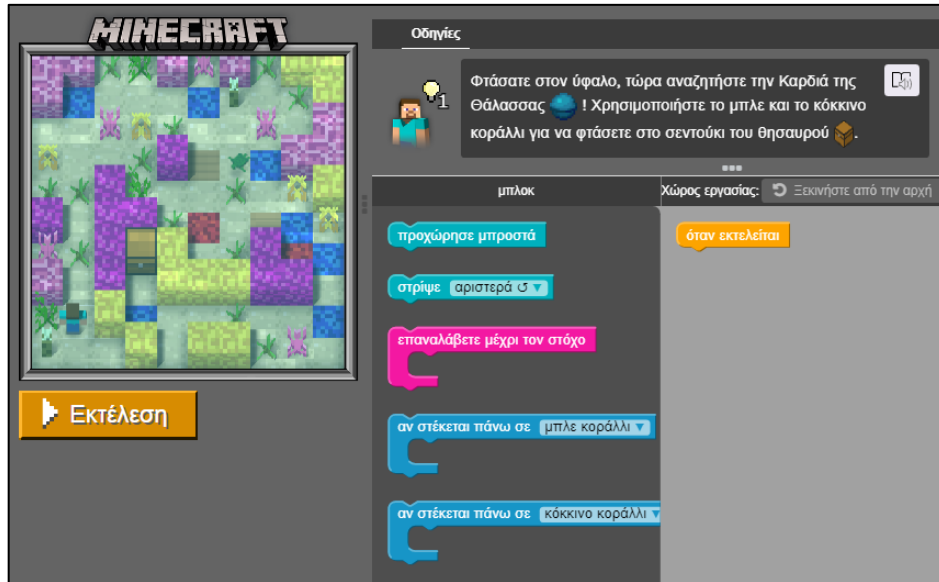 MINECRAFT
Οδηγίες
1
Φτάσατε στον ύφαλο, τώρα αναζητήστε την Καρδιά της
Θάλασσας ! Χρησιμοποιήστε το μπλε και το κόκκινο
κοράλλι για να φτάσετε στο σεντούκι του θησαυρού .
μπλοκ
Χώρος εργασίας: Ξεκινήστε από την αρχή
προχώρησε μπροστά
στρίψε αριστερά ↺ ▼
επαναλάβετε μέχρι τον στόχο
αν στέκεται πάνω σε μπλε κοράλλι ▼
αν στέκεται πάνω σε κόκκινο κοράλλι ▼
όταν εκτελείται
Εκτέλεση